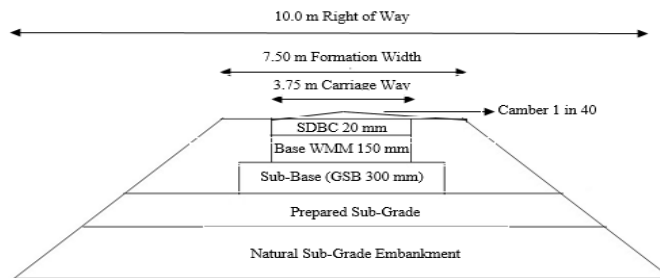 10.0 m Right of Way
7.50 m Formation Width
3.75 m Carriage Way
Camber 1 in 40
SDBC 20 mm
Base WMM 150 mm
Sub-Base (GSB 300 mm)
Prepared Sub-Grade
Natural Sub-Grade Embankment